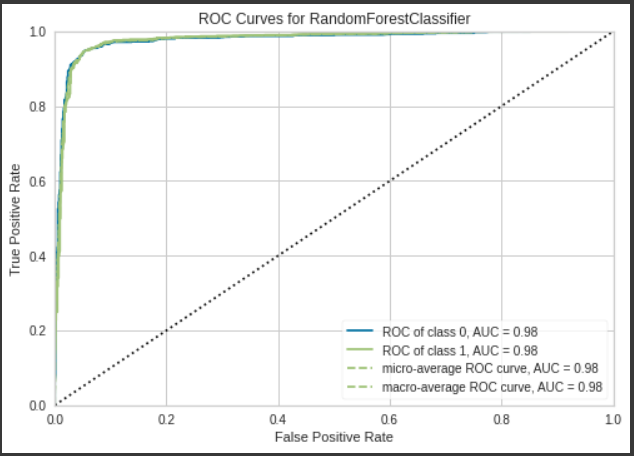 ROC Curves for RandomForestClassifier
1.0
0.8
0.6
0.4
0.2
0.0
True Positive Rate
ROC of class 0, AUC = 0.98
ROC of class 1, AUC = 0.98
micro-average ROC curve, AUC = 0.98
macro-average ROC curve, AUC = 0.98
0.0 0.2 0.4 0.6 0.8 1.0
False Positive Rate